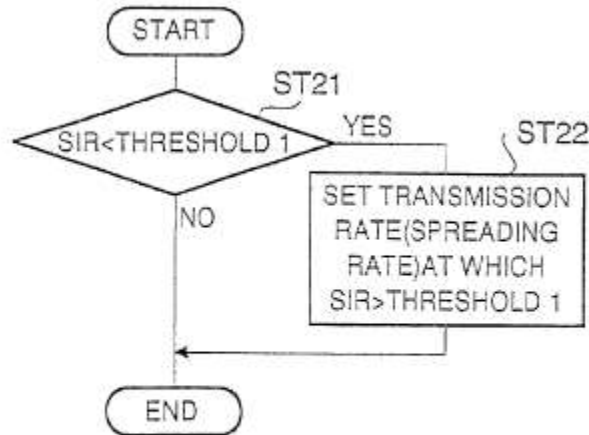 START
ST21
SIR<THRESHOLD 1
YES
ST22
NO
SET TRANSMISSION
RATE(SPREADING
RATE)AT WHICH
SIR>THRESHOLD 1
END